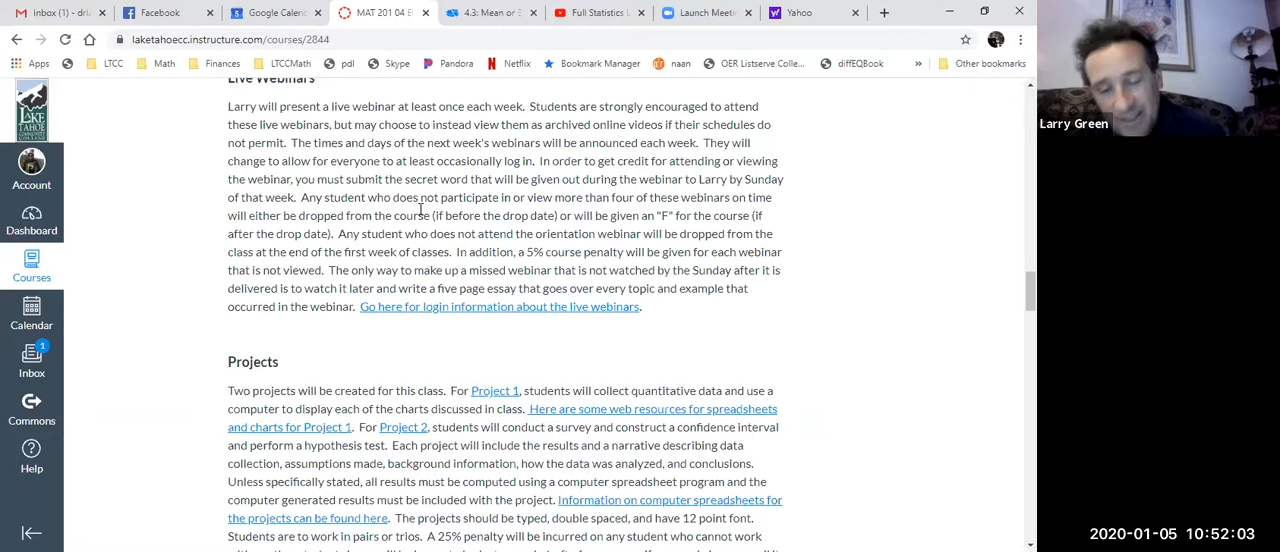 Inbox (1) - drl
Facebook
Google Calen
MAT 201 04 E
4.3: Mean or
Full Statistics L
Launch Meeti
Yahoo
laketahoecc.instructure.com/courses/2844
Apps
LTCC
Math
Finances
LTCCMath
pdl
Skype
Pandora
Netflix
Bookmark Manager
naan
OER Listserve Colle...
diffEQBook
»
Other bookmarks
LAKE
TAHOE
Account
Dashboard
Courses
Calendar
1
Inbox
Commons
Help
Live Webinars
Larry will present a live webinar at least once each week. Students are strongly encouraged to attend
these live webinars, but may choose to instead view them as archived online videos if their schedules do
not permit. The times and days of the next week's webinars will be announced each week. They will
change to allow for everyone to at least occasionally log in. In order to get credit for attending or viewing
the webinar, you must submit the secret word that will be given out during the webinar to Larry by Sunday
of that week. Any student who does not participate in or view more than four of these webinars on time
will either be dropped from the course (if before the drop date) or will be given an "F" for the course (if
after the drop date). Any student who does not attend the orientation webinar will be dropped from the
class at the end of the first week of classes. In addition, a 5% course penalty will be given for each webinar
that is not viewed. The only way to make up a missed webinar that is not watched by the Sunday after it is
delivered is to watch it later and write a five page essay that goes over every topic and example that
occurred in the webinar. Go here for login information about the live webinars.
Projects
Two projects will be created for this class. For Project 1, students will collect quantitative data and use a
computer to display each of the charts discussed in class. Here are some web resources for spreadsheets
and charts for Project 1. For Project 2, students will conduct a survey and construct a confidence interval
and perform a hypothesis test. Each project will include the results and a narrative describing data
collection, assumptions made, background information, how the data was analyzed, and conclusions.
Unless specifically stated, all results must be computed using a computer spreadsheet program and the
computer generated results must be included with the project. Information on computer spreadsheets for
the projects can be found here. The projects should be typed, double spaced, and have 12 point font.
Students are to work in pairs or trios. A 25% penalty will be incurred on any student who cannot work
Larry Green
2020-01-05 10:52:03